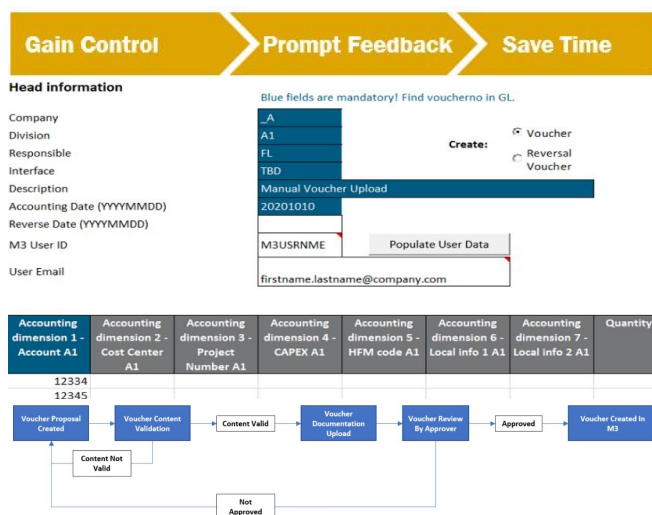 Gain Control
Prompt Feedback
Save Time
Head information
Blue fields are mandatory! Find voucherno in GL.
Company
_A
Division
A1
Create:
Voucher
Responsible
FL
Reversal
Voucher
Interface
TBD
Description
Manual Voucher Upload
Accounting Date (YYYYMMDD)
20201010
Reverse Date (YYYYMMDD)
M3 User ID
M3USRNME
Populate User Data
User Email
firstname.lastname@company.com
Accounting
dimension 1 -
Account A1
Accounting
dimension 2 -
Cost Center
A1
Accounting
dimension 3 -
Project
Number A1
Accounting
dimension 4 -
CAPEX A1
Accounting
dimension 5 -
HFM code A1
Accounting
dimension 6 -
Local info 1 A1
Accounting
dimension 7 -
Local info 2 A1
Quantity
12334
12345
Voucher Proposal
Created
Voucher Content
Validation
Content Valid
Voucher
Documentation
Upload
Voucher Review
By Approver
Approved
Voucher Created In
M3
Content Not
Valid
Not
Approved